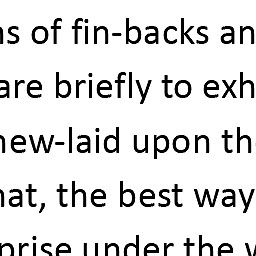 ns of fin-backs an
are briefly to exh
new-laid upon the
hat, the best way
prise under the